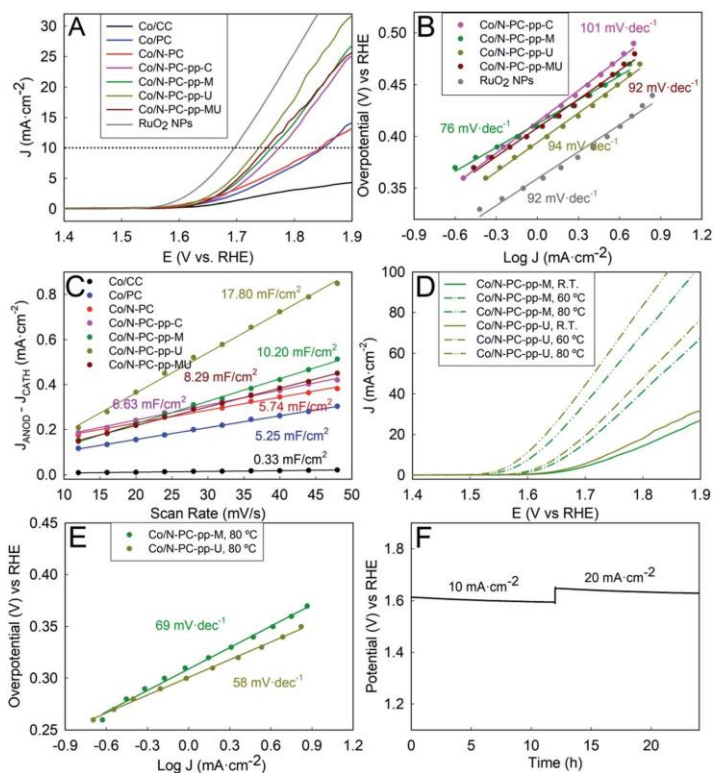 A
J (mA·cm⁻²)
30
25
20
15
10
5
0
Co/CC
Co/PC
Co/N-PC
Co/N-PC-pp-C
Co/N-PC-pp-M
Co/N-PC-pp-U
Co/N-PC-pp-MU
RuO₂ NPs
1.4 1.5 1.6 1.7 1.8 1.9
E (V vs. RHE)
B
Overpotential (V) vs RHE
0.50
0.45
0.40
0.35
Co/N-PC-pp-C
Co/N-PC-pp-M
Co/N-PC-pp-U
Co/N-PC-pp-MU
RuO₂ NPs
101 mV·dec⁻¹
92 mV·dec⁻¹
76 mV·dec⁻¹
94 mV·dec⁻¹
92 mV·dec⁻¹
-0.9 -0.6 -0.3 0.0 0.3 0.6 0.9 1.2
Log J (mA·cm⁻²)
C
J_ANOD - J_CATH (mA·cm⁻²)
0.8
0.6
0.4
0.2
0.0
Co/CC
Co/PC
Co/N-PC
Co/N-PC-pp-C
Co/N-PC-pp-M
Co/N-PC-pp-U
Co/N-PC-pp-MU
17.80 mF/cm²
10.20 mF/cm²
8.29 mF/cm²
6.63 mF/cm²
5.74 mF/cm²
5.25 mF/cm²
0.33 mF/cm²
10 15 20 25 30 35 40 45 50
Scan Rate (mV/s)
D
J (mA·cm⁻²)
100
80
60
40
20
0
Co/N-PC-pp-M, R.T.
Co/N-PC-pp-M, 60 ºC
Co/N-PC-pp-M, 80 ºC
Co/N-PC-pp-U, R.T.
Co/N-PC-pp-U, 60 ºC
Co/N-PC-pp-U, 80 ºC
1.4 1.5 1.6 1.7 1.8 1.9
E (V vs RHE)
E
Overpotential (V) vs RHE
0.45
0.40
0.35
0.30
0.25
Co/N-PC-pp-M, 80 ºC
Co/N-PC-pp-U, 80 ºC
69 mV·dec⁻¹
58 mV·dec⁻¹
-0.9 -0.6 -0.3 0.0 0.3 0.6 0.9 1.2
Log J (mA·cm⁻²)
F
Potential (V) vs RHE
1.8
1.6
1.4
1.2
10 mA·cm⁻²
20 mA·cm⁻²
0 5 10 15 20
Time (h)